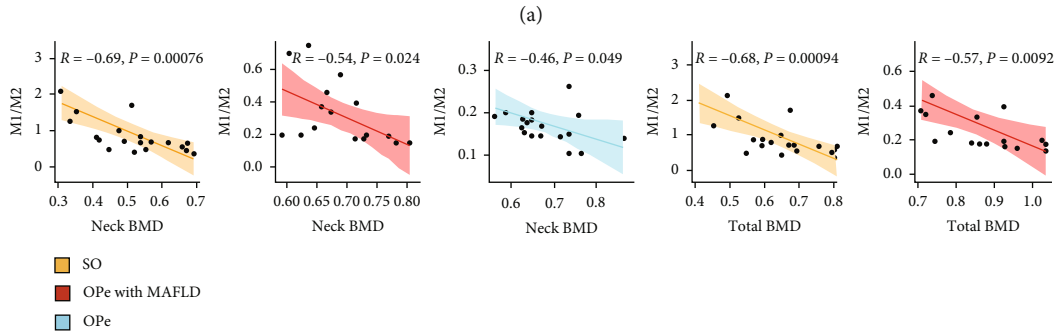 (a)
R = –0.69, P = 0.00076
M1/M2
3
2
1
0
0.3 0.4 0.5 0.6 0.7
Neck BMD
R = –0.54, P = 0.024
M1/M2
0.6
0.4
0.2
0.0
0.60 0.65 0.70 0.75 0.80
Neck BMD
R = –0.46, P = 0.049
M1/M2
0.3
0.2
0.1
0.6 0.7 0.8
Neck BMD
R = –0.68, P = 0.00094
M1/M2
3
2
1
0
0.4 0.5 0.6 0.7 0.8
Total BMD
R = –0.57, P = 0.0092
M1/M2
0.6
0.4
0.2
0.0
0.7 0.8 0.9 1.0
Total BMD
SO
OPe with MAFLD
OPe